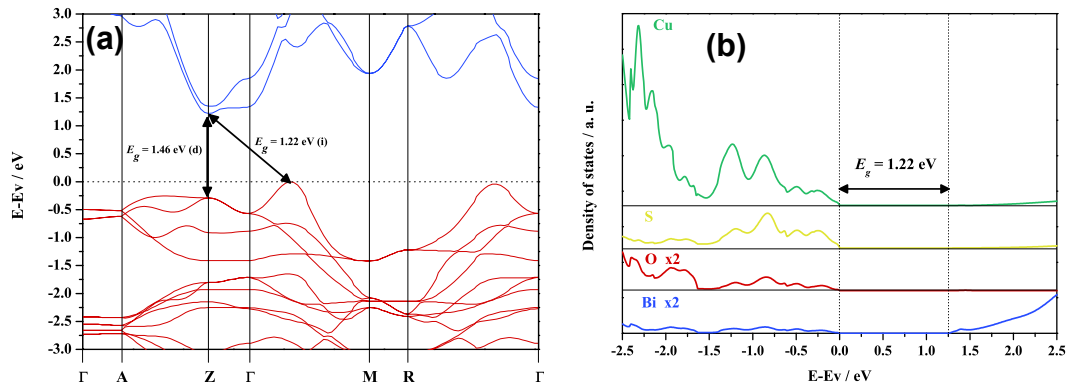 (a)
3.0
2.5
2.0
1.5
1.0
0.5
0.0
-0.5
-1.0
-1.5
-2.0
-2.5
-3.0
E-Ev / eV
E_g = 1.46 eV (d)
E_g = 1.22 eV (i)
Γ A Z Γ M R Γ
(b)
Density of states / a. u.
Cu
E_g = 1.22 eV
S
O x2
Bi x2
-2.5 -2.0 -1.5 -1.0 -0.5 0.0 0.5 1.0 1.5 2.0 2.5
E-Ev / eV